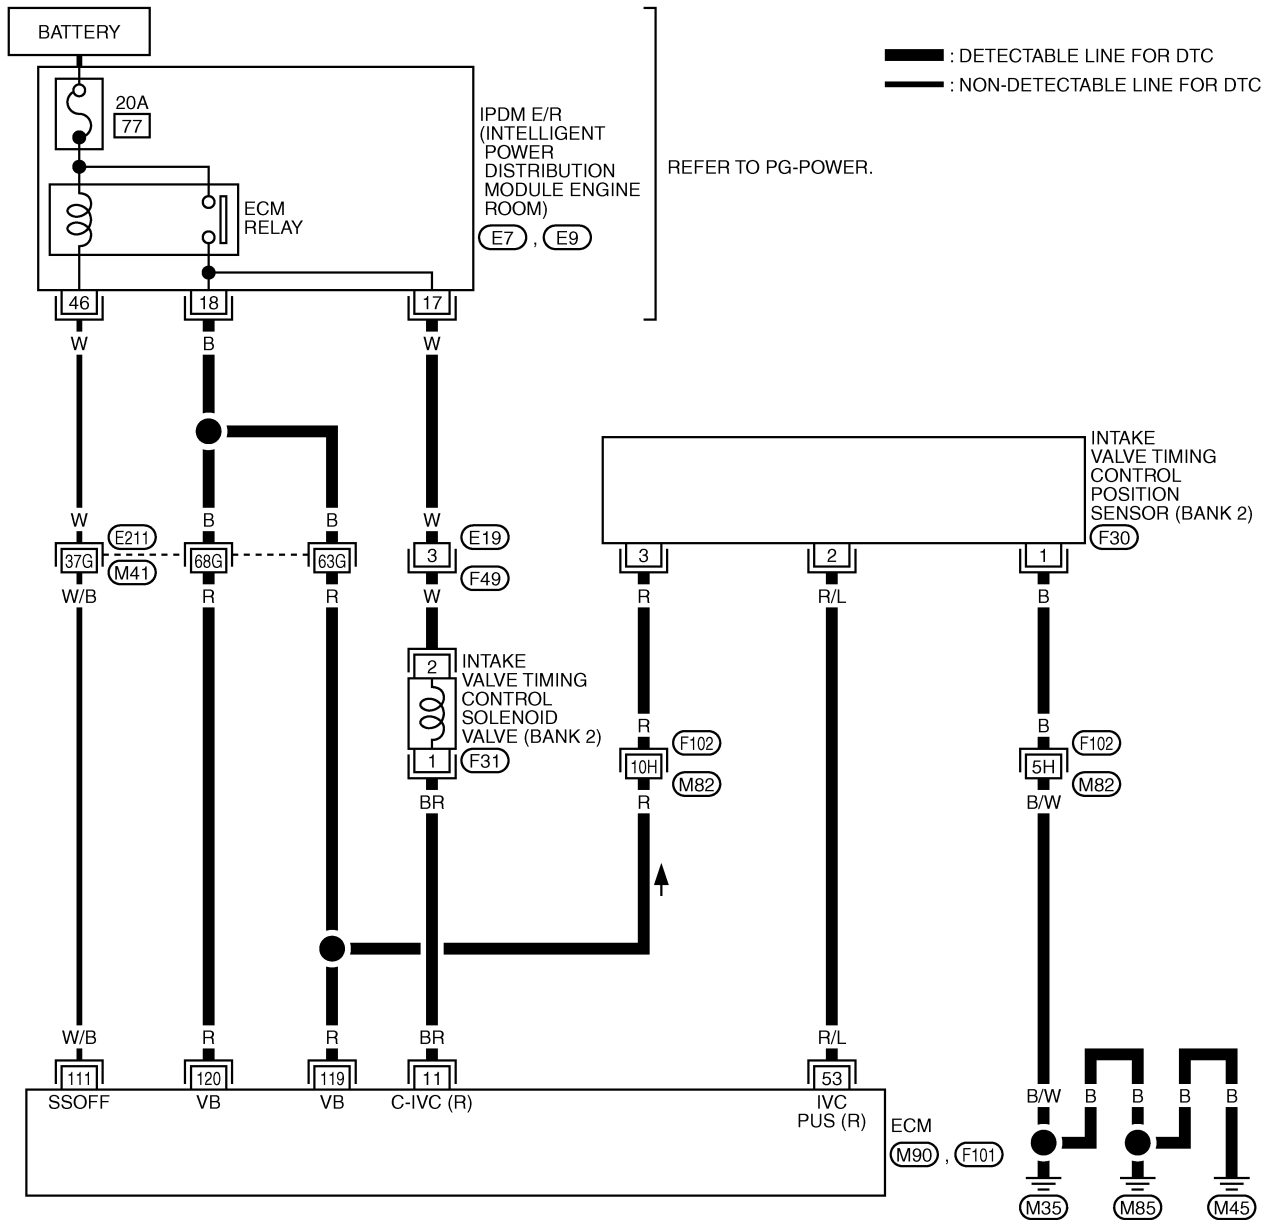 BATTERY
: DETECTABLE LINE FOR DTC
: NON-DETECTABLE LINE FOR DTC
20A
77
IPDM E/R
(INTELLIGENT
POWER
DISTRIBUTION
MODULE ENGINE
ROOM)
E7 , E9
REFER TO PG-POWER.
ECM
RELAY
46 18 17
W B W
INTAKE
VALVE TIMING
CONTROL
POSITION
SENSOR (BANK 2)
F30
W B B W
E211 E19
37G 68G 63G 3
M41 F49
3 2 1
W/B R R W R R/L B
2
INTAKE
VALVE TIMING
CONTROL
SOLENOID
VALVE (BANK 2)
1 F31
R B
F102 F102
10H 5H
M82 M82
BR R B/W
W/B R R BR R/L
111 120 119 11 53
SSOFF VB VB C-IVC (R) IVC
PUS (R)
ECM
M90 , F101
B/W B B B B
M35 M85 M45